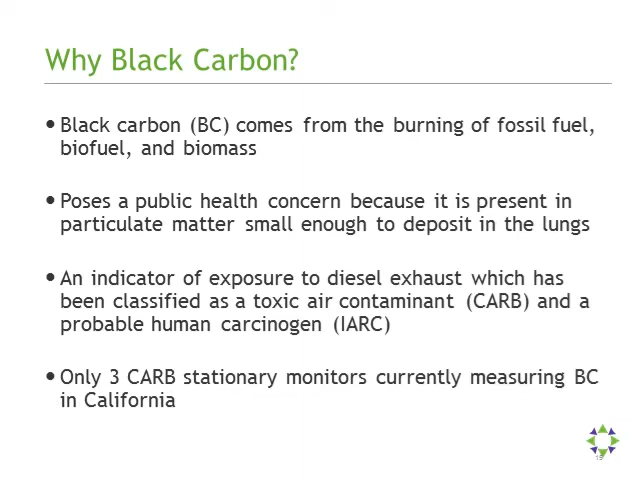 Why Black Carbon?
• Black carbon (BC) comes from the burning of fossil fuel,
biofuel, and biomass
• Poses a public health concern because it is present in
particulate matter small enough to deposit in the lungs
• An indicator of exposure to diesel exhaust which has
been classified as a toxic air contaminant (CARB) and a
probable human carcinogen (IARC)
• Only 3 CARB stationary monitors currently measuring BC
in California